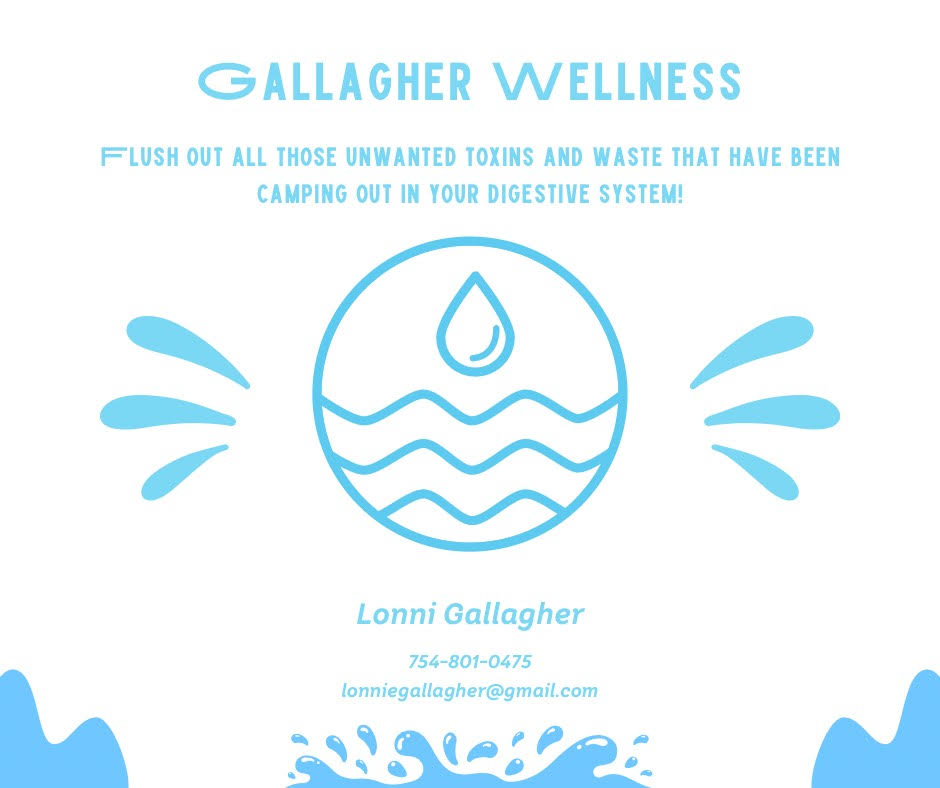 Gallagher Wellness
Flush out all those unwanted toxins and waste that have been
camping out in your digestive system!
Lonni Gallagher
754-801-0475
lonniegallagher@gmail.com